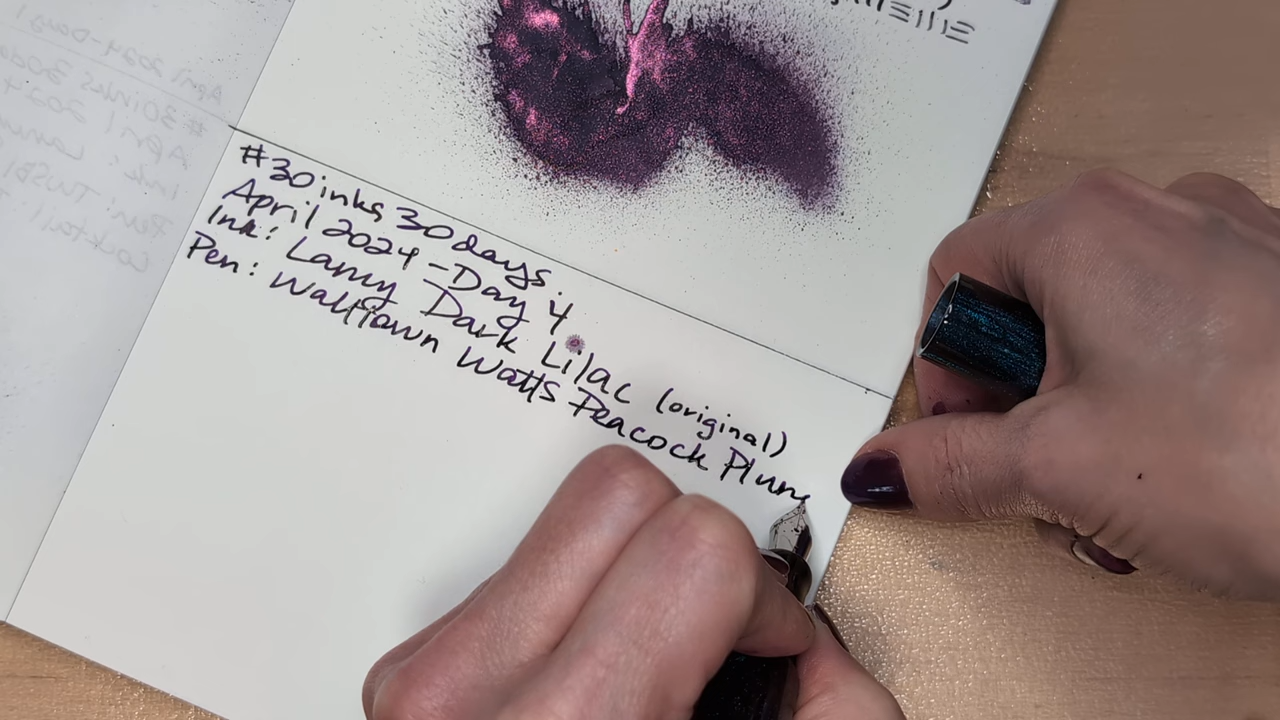 #30inks30days
April 2024-Day 4
Ink: Lamy Dark Lilac (original)
Pen: Walltown Watts Peacock Plum